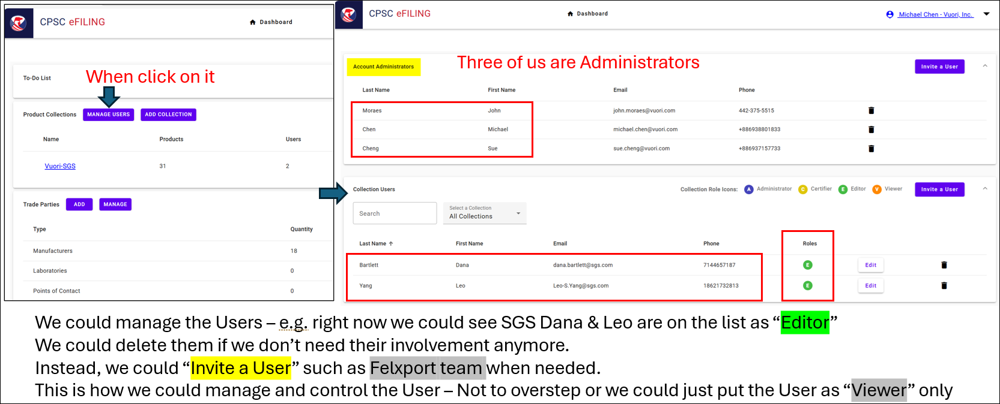 CPSC eFILING
Dashboard
To-Do List
When click on it
Product Collections MANAGE USERS ADD COLLECTION
Name Products Users
Vuori-SGS 31 2
Trade Parties ADD MANAGE
Type Quantity
Manufacturers 18
Laboratories 0
Points of Contact 0
CPSC eFILING
Dashboard
Michael Chen - Vuori, Inc.
Account Administrators
Three of us are Administrators
Invite a User
Last Name First Name Email Phone
Moraes John john.moraes@vuori.com 442-375-5515
Chen Michael michael.chen@vuori.com +886938801833
Cheng Sue sue.cheng@vuori.com +886937157733
Collection Users
Collection Role Icons: A Administrator C Certifier E Editor V Viewer
Invite a User
Search
Select a Collection
All Collections
Last Name First Name Email Phone Roles
Bartlett Dana dana.bartlett@sgs.com 7144657187 E Edit
Yang Leo Leo-S.Yang@sgs.com 18621732813 E Edit
We could manage the Users – e.g. right now we could see SGS Dana & Leo are on the list as “Editor”
We could delete them if we don’t need their involvement anymore.
Instead, we could “Invite a User” such as Felxport team when needed.
This is how we could manage and control the User – Not to overstep or we could just put the User as “Viewer” only